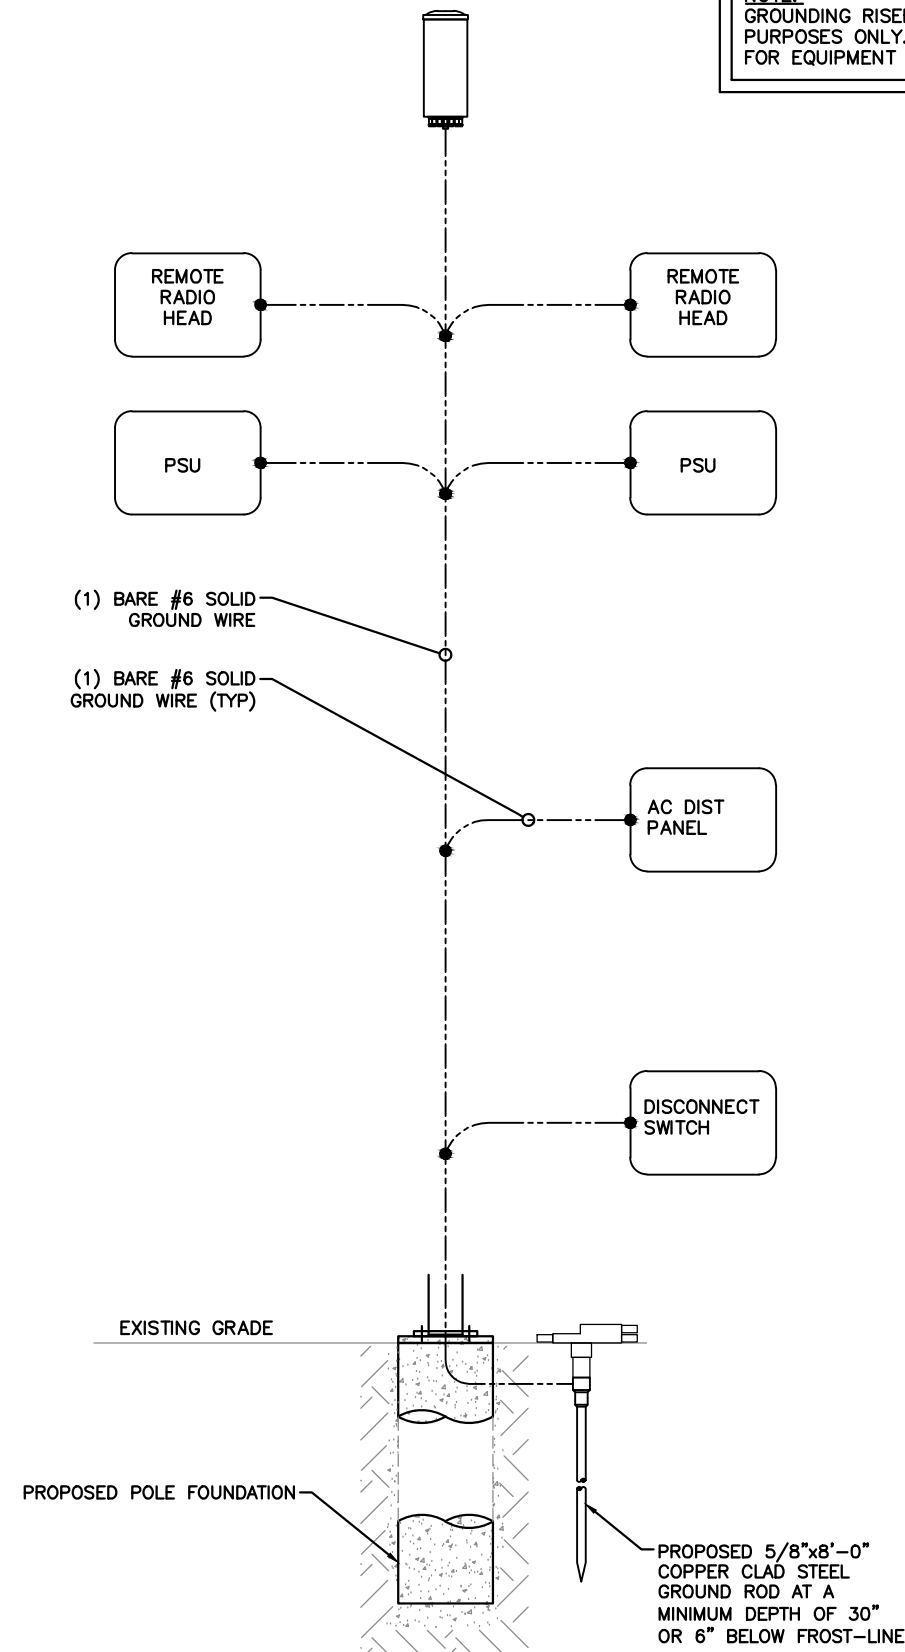 NOTE:
GROUNDING RISE
PURPOSES ONLY.
FOR EQUIPMENT
REMOTE
RADIO
HEAD
REMOTE
RADIO
HEAD
PSU
PSU
(1) BARE #6 SOLID
GROUND WIRE
(1) BARE #6 SOLID
GROUND WIRE (TYP)
AC DIST
PANEL
DISCONNECT
SWITCH
EXISTING GRADE
PROPOSED POLE FOUNDATION
PROPOSED 5/8"x8'-0"
COPPER CLAD STEEL
GROUND ROD AT A
MINIMUM DEPTH OF 30"
OR 6" BELOW FROST-LINE